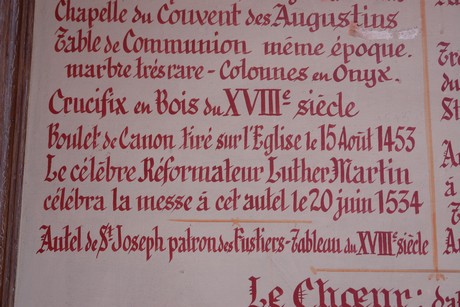 Chapelle du Couvent des Augustins
Table de Communion même époque.
marbre très rare - Colonnes en Onyx.
Crucifix en Bois du XVIIIe siècle
Boulet de Canon tiré sur l'Eglise le 15 Août 1453
Le célèbre Réformateur Luther Martin
célébra la messe á cet autel le 20 juin 1534
Autel de St Joseph patron des Fustiers - Tableau du XVIIIe siècle
Le Chœur: